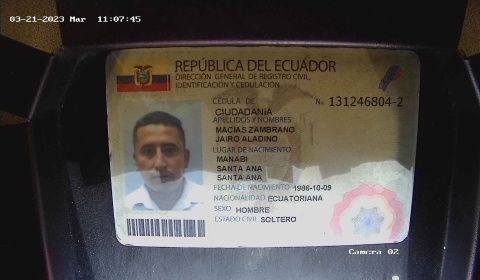 03-21-2023 Mar 11:07:45
REPÚBLICA DEL ECUADOR
DIRECCIÓN GENERAL DE REGISTRO CIVIL,
IDENTIFICACIÓN Y CEDULACIÓN
CÉDULA DE No. 131246804-2
CIUDADANIA
APELLIDOS Y NOMBRES
MACIAS ZAMBRANO
JAIRO ALADINO
LUGAR DE NACIMIENTO
MANABI
SANTA ANA
SANTA ANA
FECHA DE NACIMIENTO 1986-10-09
NACIONALIDAD ECUATORIANA
SEXO HOMBRE
ESTADO CIVIL SOLTERO
Camera 02